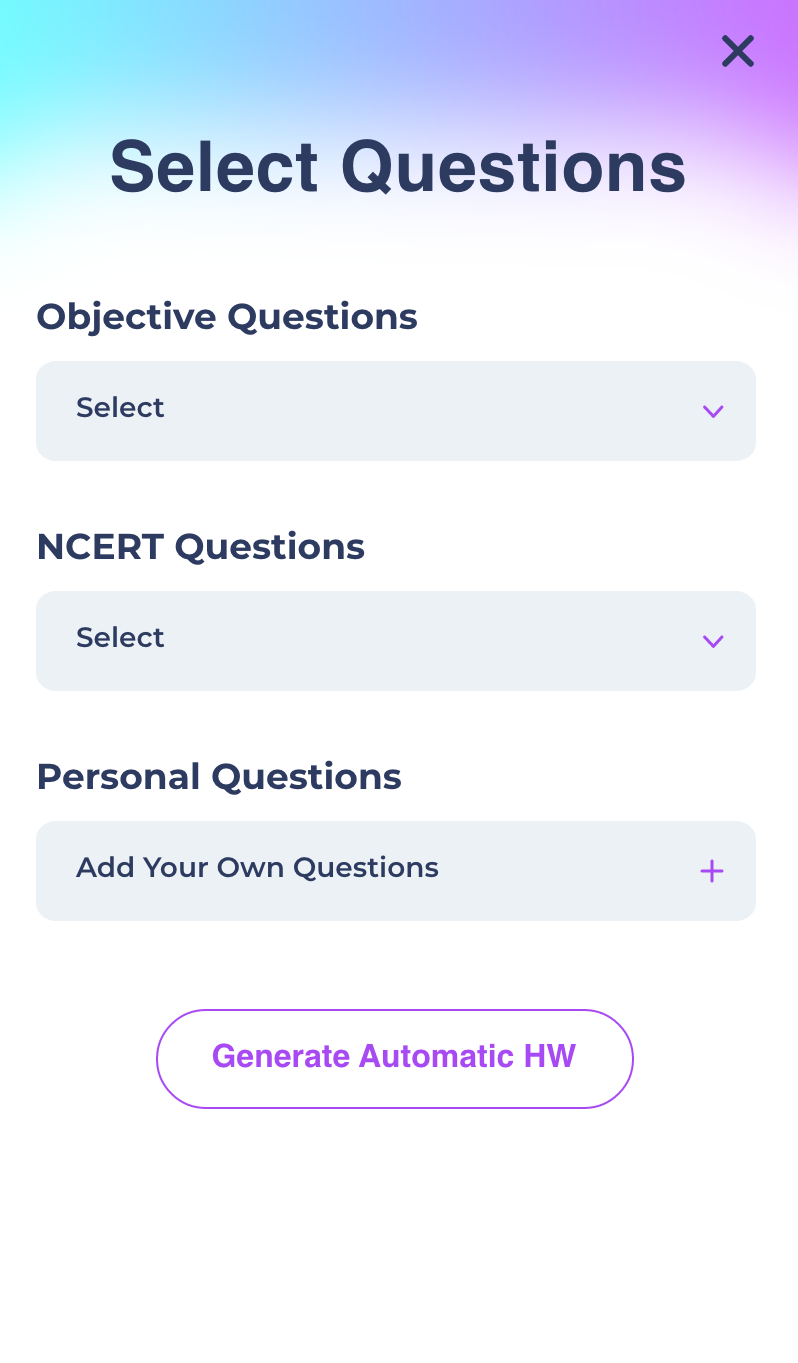 Select Questions
Objective Questions
Select
NCERT Questions
Select
Personal Questions
Add Your Own Questions
Generate Automatic HW